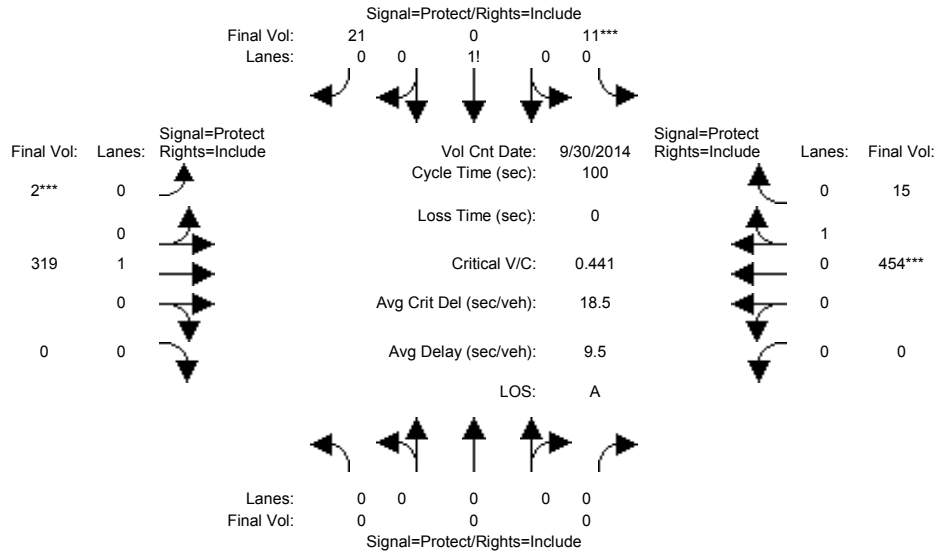 Signal=Protect/Rights=Include
Final Vol: 21 0 11***
Lanes: 0 0 1! 0 0
Signal=Protect
Final Vol: Lanes: Rights=Include
Vol Cnt Date: 9/30/2014
Signal=Protect
Rights=Include Lanes: Final Vol:
Cycle Time (sec): 100
2*** 0
0 15
Loss Time (sec): 0
0
1
319 1
Critical V/C: 0.441
0 454***
0
Avg Crit Del (sec/veh): 18.5
0
0 0
Avg Delay (sec/veh): 9.5
0 0
LOS: A
Lanes: 0 0 0 0 0
Final Vol: 0 0 0
Signal=Protect/Rights=Include